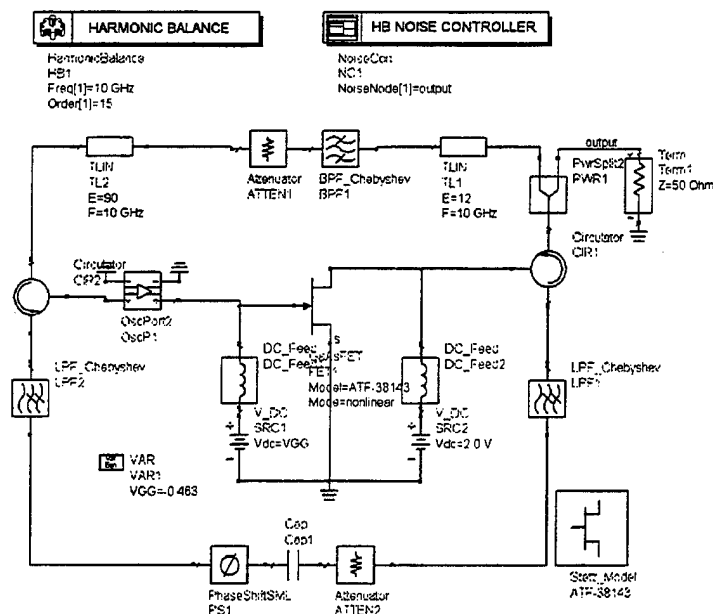 HARMONIC BALANCE
HB NOISE CONTROLLER
HarmonicBalance
HB1
Freq[1]=10 GHz
Order[1]=15
NoiseCon
NC1
NoiseNode[1]=output
TLIN
TL2
E=90
F=10 GHz
Attenuator
ATTEN1
BPF_Chebyshev
BPF1
TLIN
TL1
E=12
F=10 GHz
output
PwrSplit2
PWR1
Term
Term1
Z=50 Ohm
Circulator
CIR2
Circulator
CIR1
OscPort2
OscP1
LPF_Chebyshev
LPF2
DC_Feed
S
FET1
Model=ATF-38143
Mode=nonlinear
DC_Feed
DC_Feed2
LPF_Chebyshev
LPF1
V_DC
SRC1
Vdc=VGG
V_DC
SRC2
Vdc=2.0 V
VAR
VAR1
VGG=-0.463
PhaseShiftSML
PS1
Cap
Cap1
Attenuator
ATTEN2
ATF-38143